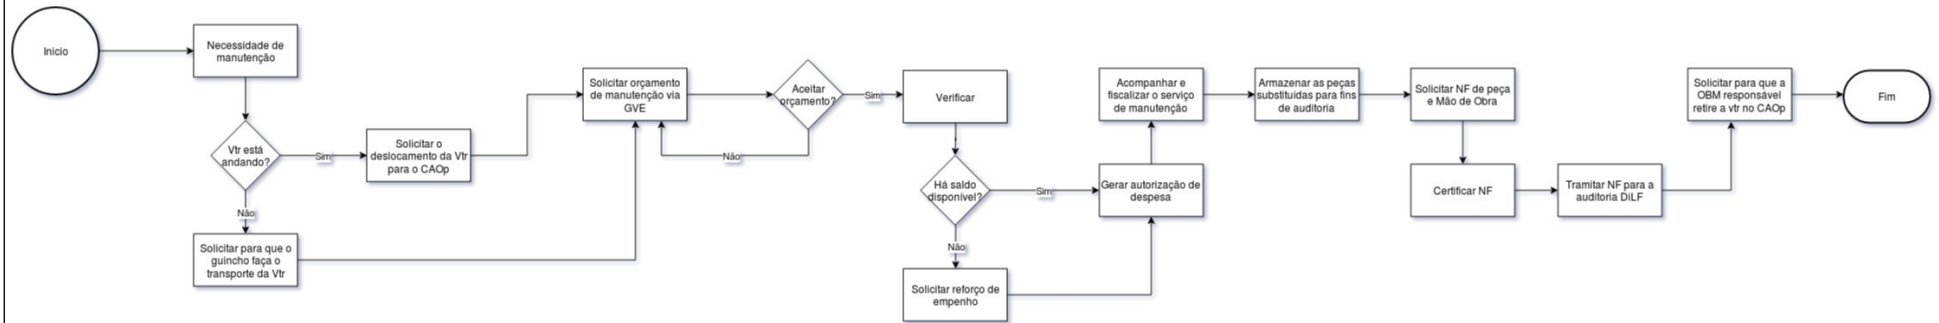 Inicio
Necessidade de
manutenção
Vtr está
andando?
Sim
Não
Solicitar o
deslocamento da Vtr
para o CAOp
Solicitar para que o
guincho faça o
transporte da Vtr
Solicitar orçamento
de manutenção via
GVE
Aceitar
orçamento?
Sim
Não
Verificar
Há saldo
disponível?
Sim
Não
Solicitar reforço de
empenho
Gerar autorização de
despesa
Acompanhar e
fiscalizar o serviço
de manutenção
Armazenar as peças
substituídas para fins
de auditoria
Solicitar NF de peça
e Mão de Obra
Certificar NF
Tramitar NF para a
auditoria DiLF
Solicitar para que a
OBM responsável
retire a vtr no CAOp
Fim